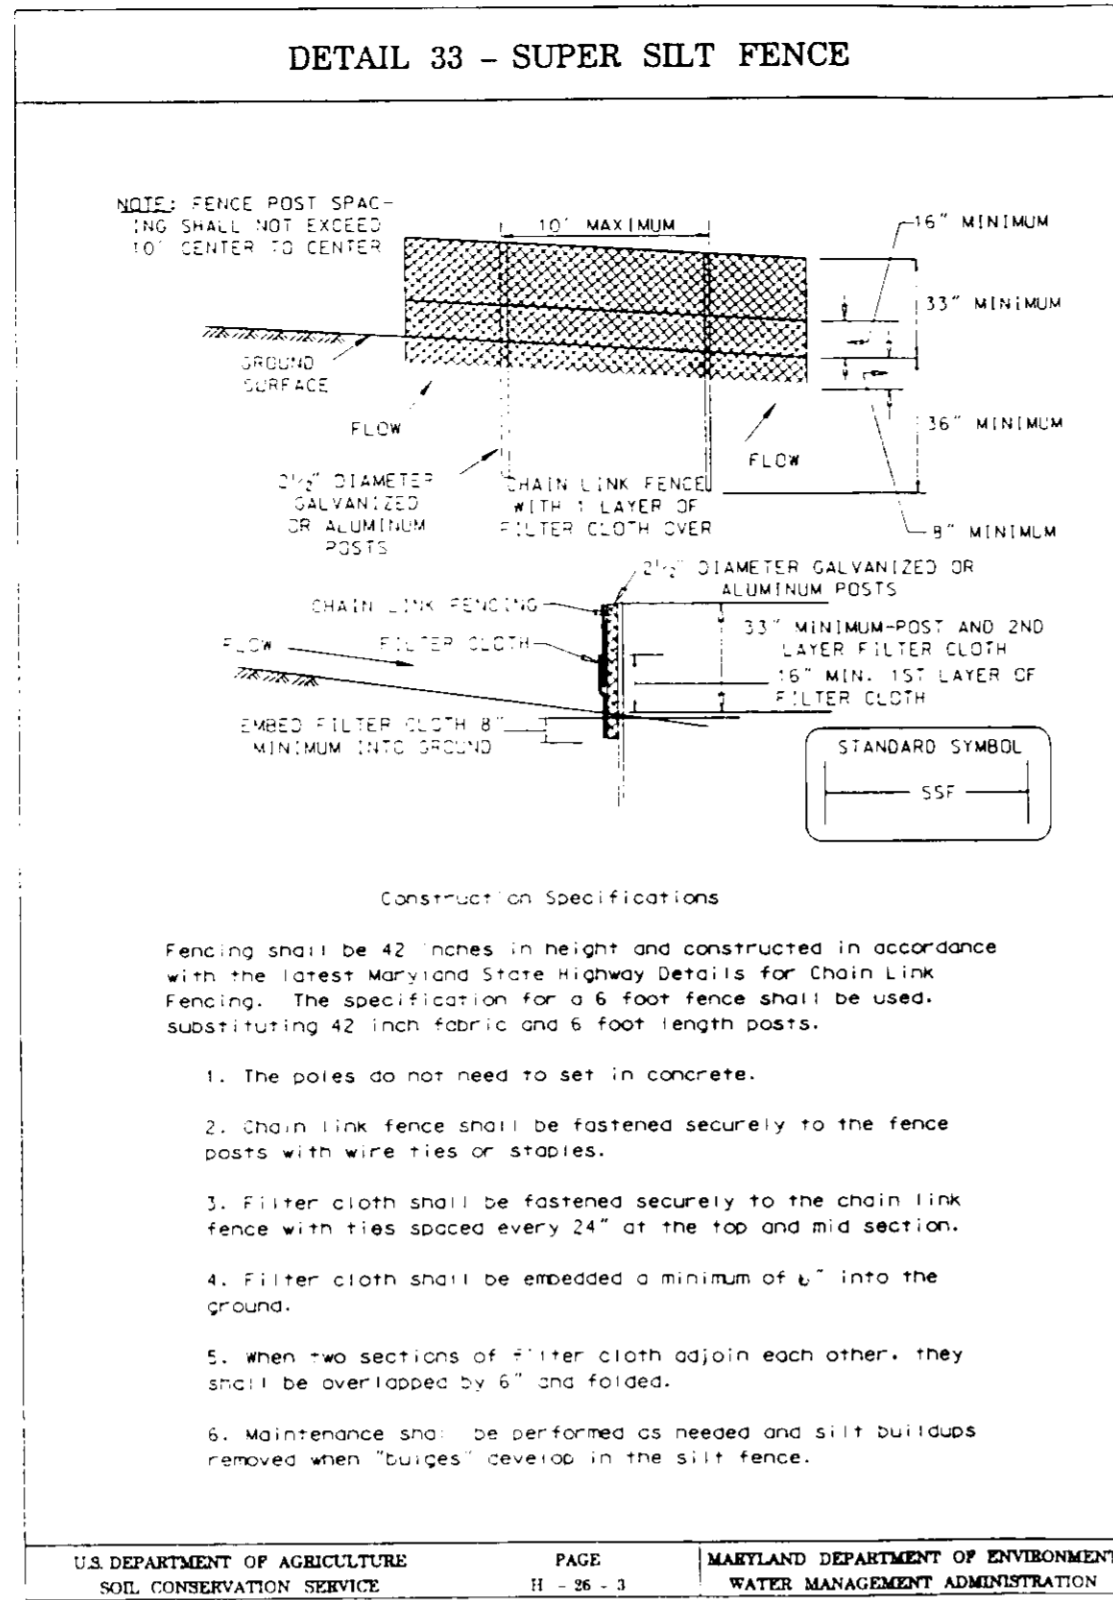 DETAIL 33 - SUPER SILT FENCE
NOTE: FENCE POST SPAC-
ING SHALL NOT EXCEED
10' CENTER TO CENTER
10' MAXIMUM
16" MINIMUM
33" MINIMUM
GROUND
SURFACE
FLOW
FLOW
36" MINIMUM
2½" DIAMETER
GALVANIZED
OR ALUMINUM
POSTS
CHAIN LINK FENCE
WITH 1 LAYER OF
FILTER CLOTH OVER
8" MINIMUM
2½" DIAMETER GALVANIZED OR
ALUMINUM POSTS
CHAIN LINK FENCING
FLOW
FILTER CLOTH
33" MINIMUM-POST AND 2ND
LAYER FILTER CLOTH
16" MIN. 1ST LAYER OF
FILTER CLOTH
EMBED FILTER CLOTH 8"
MINIMUM INTO GROUND
STANDARD SYMBOL
SSF
Construction Specifications
Fencing shall be 42 inches in height and constructed in accordance
with the latest Maryland State Highway Details for Chain Link
Fencing. The specification for a 6 foot fence shall be used,
substituting 42 inch fabric and 6 foot length posts.
1. The poles do not need to set in concrete.
2. Chain link fence shall be fastened securely to the fence
posts with wire ties or staples.
3. Filter cloth shall be fastened securely to the chain link
fence with ties spaced every 24" at the top and mid section.
4. Filter cloth shall be embedded a minimum of into the
ground.
5. When two sections of filter cloth adjoin each other, they
shall be overlapped by 6" and folded.
6. Maintenance shall be performed as needed and silt buildups
removed when "bulges" develop in the silt fence.
U.S. DEPARTMENT OF AGRICULTURE
SOIL CONSERVATION SERVICE
PAGE
H - 26 - 3
MARYLAND DEPARTMENT OF ENVIRONMENT
WATER MANAGEMENT ADMINISTRATION